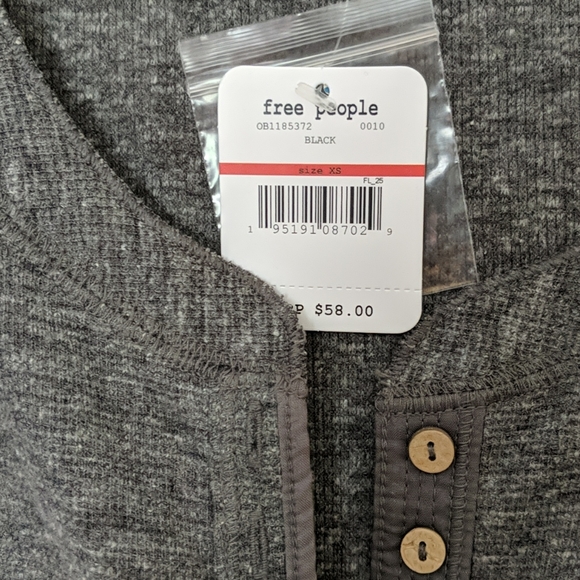 free people
OB1185372 0010
BLACK
size XS
FL_25
1 95191 08702 9
P $58.00